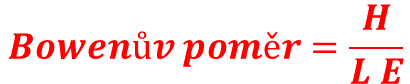 Bowenův poměr = H / L E